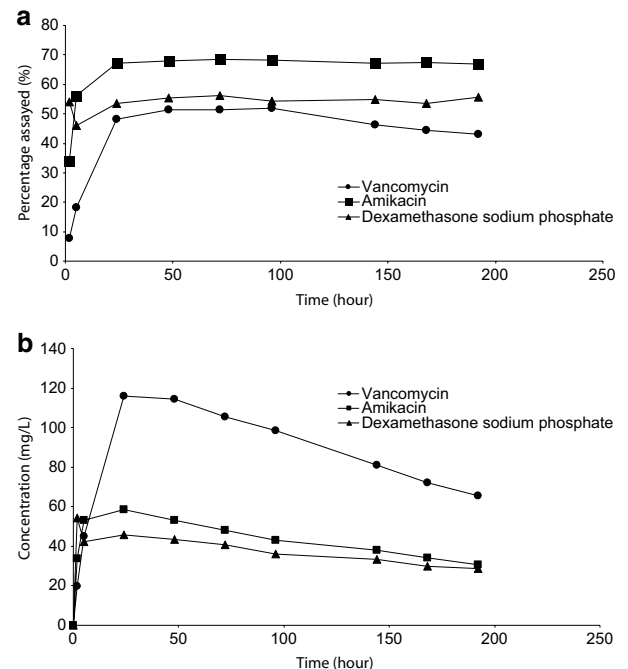 a
Percentage assayed (%)
80
70
60
50
40
30
20
10
0
Vancomycin
Amikacin
Dexamethasone sodium phosphate
0 50 100 150 200 250
Time (hour)
b
Concentration (mg/L)
140
120
100
80
60
40
20
0
Vancomycin
Amikacin
Dexamethasone sodium phosphate
0 50 100 150 200 250
Time (hour)